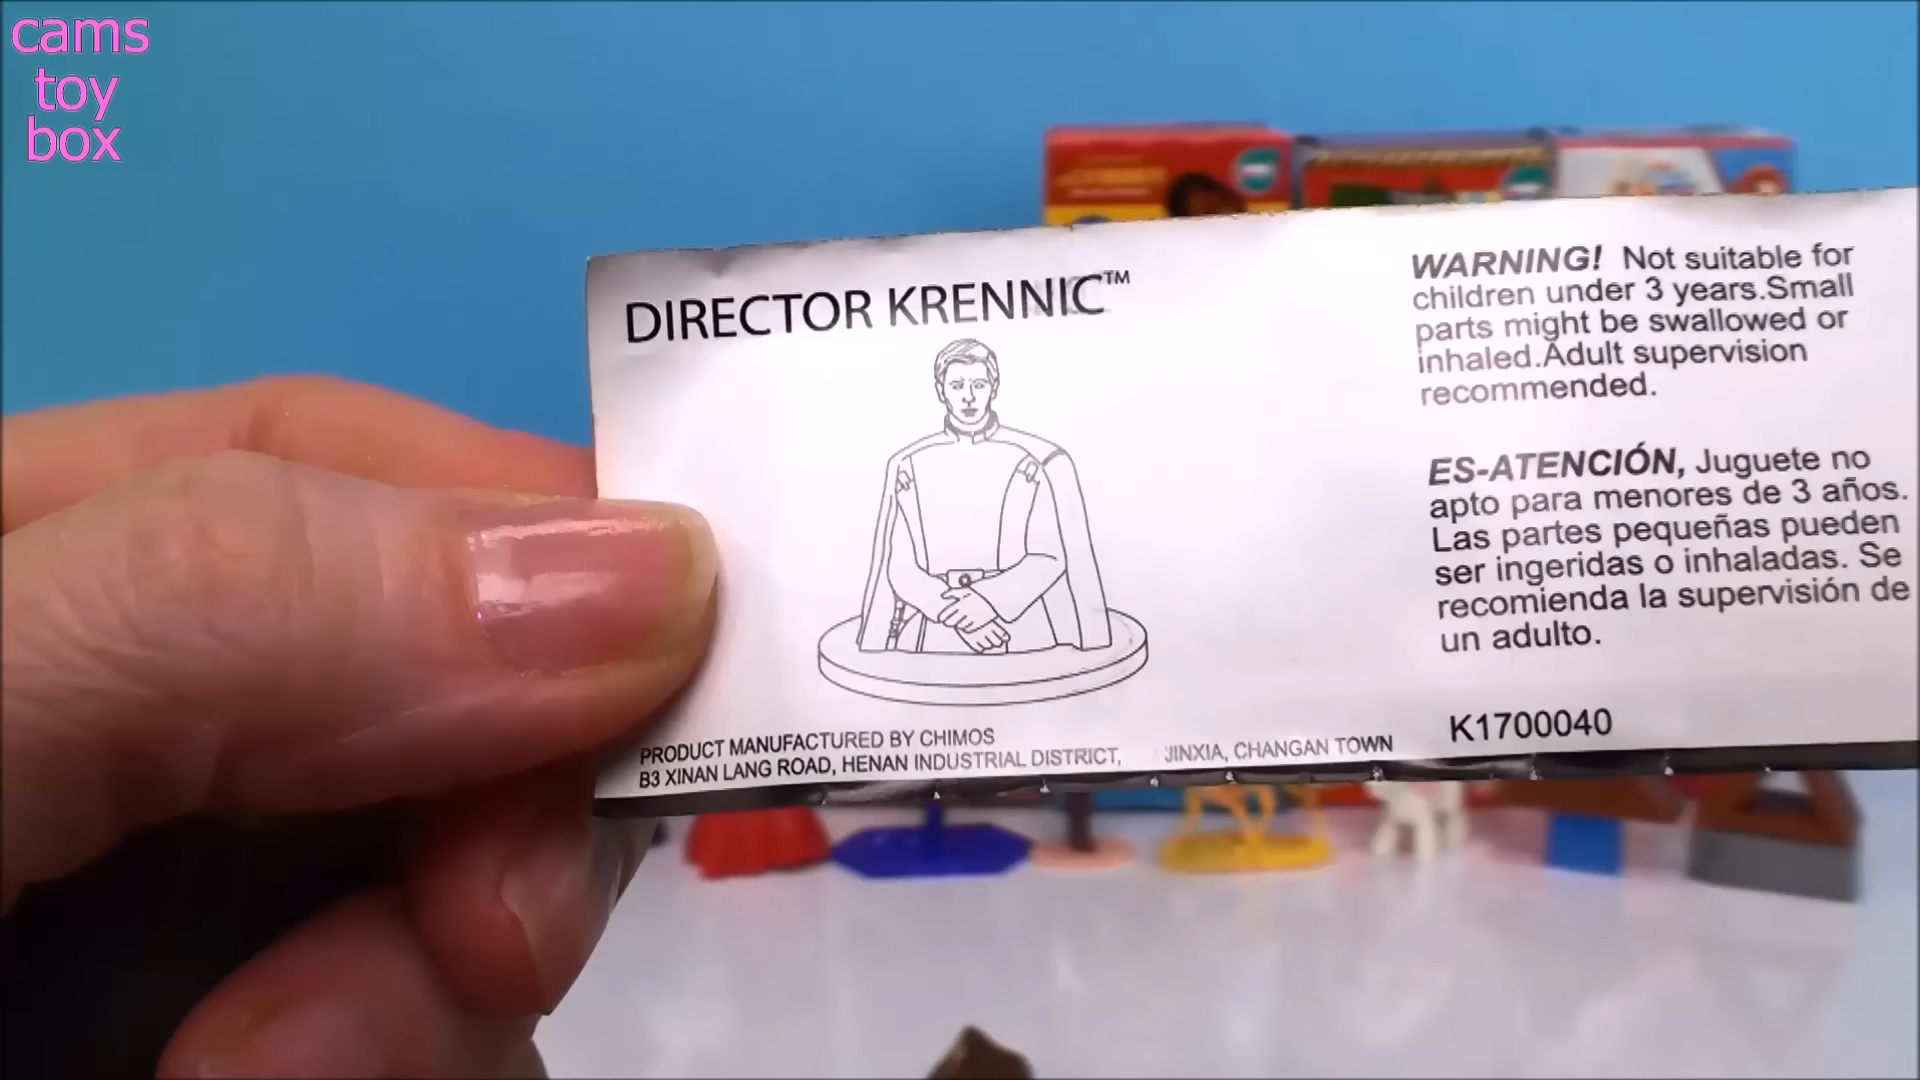 cams
toy
box
DIRECTOR KRENNIC™
WARNING! Not suitable for
children under 3 years.Small
parts might be swallowed or
inhaled.Adult supervision
recommended.
ES-ATENCIÓN, Juguete no
apto para menores de 3 años.
Las partes pequeñas pueden
ser ingeridas o inhaladas. Se
recomienda la supervisión de
un adulto.
K1700040
PRODUCT MANUFACTURED BY CHIMOS
B3 XINAN LANG ROAD, HENAN INDUSTRIAL DISTRICT, JINXIA, CHANGAN TOWN